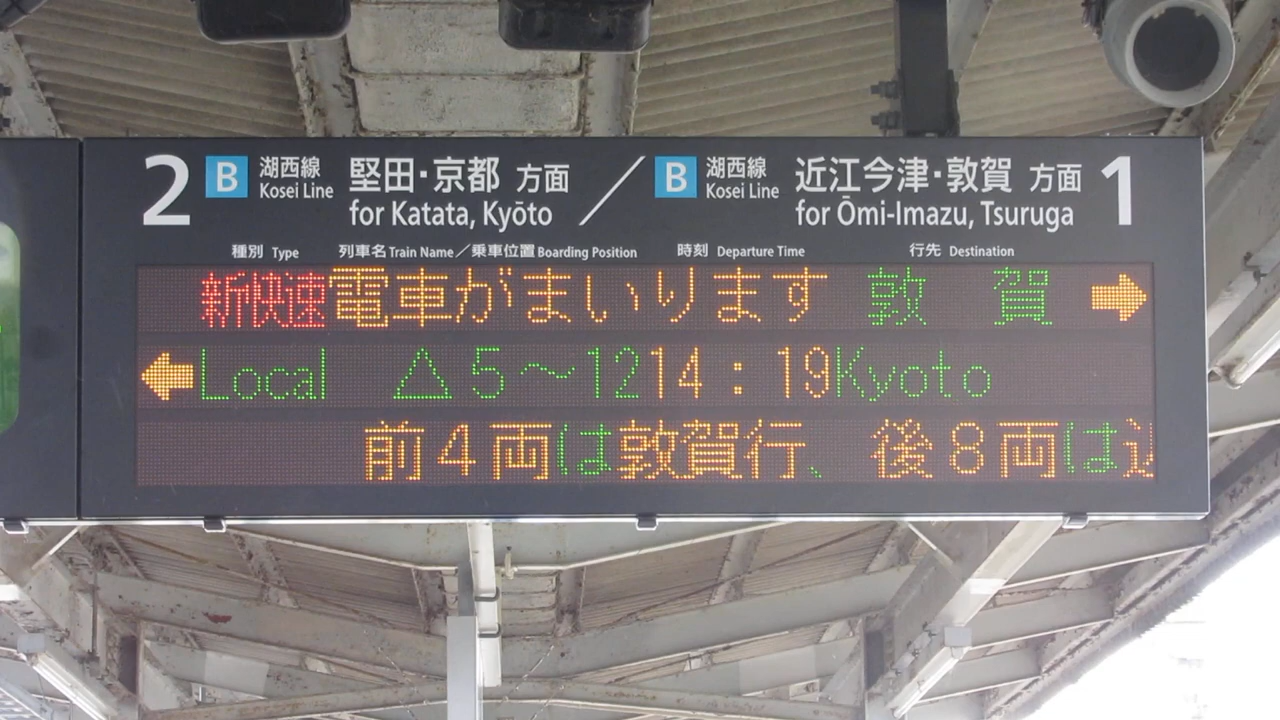 2 B 湖西線 Kosei Line 堅田・京都 方面 for Katata, Kyōto ／ B 湖西線 Kosei Line 近江今津・敦賀 方面 for Ōmi-Imazu, Tsuruga 1
種別 Type 列車名 Train Name／乗車位置 Boarding Position 時刻 Departure Time 行先 Destination
新快速 電車がまいります 敦賀 →
← Local △5～12 14：19 Kyoto
前4両は敦賀行、後8両は